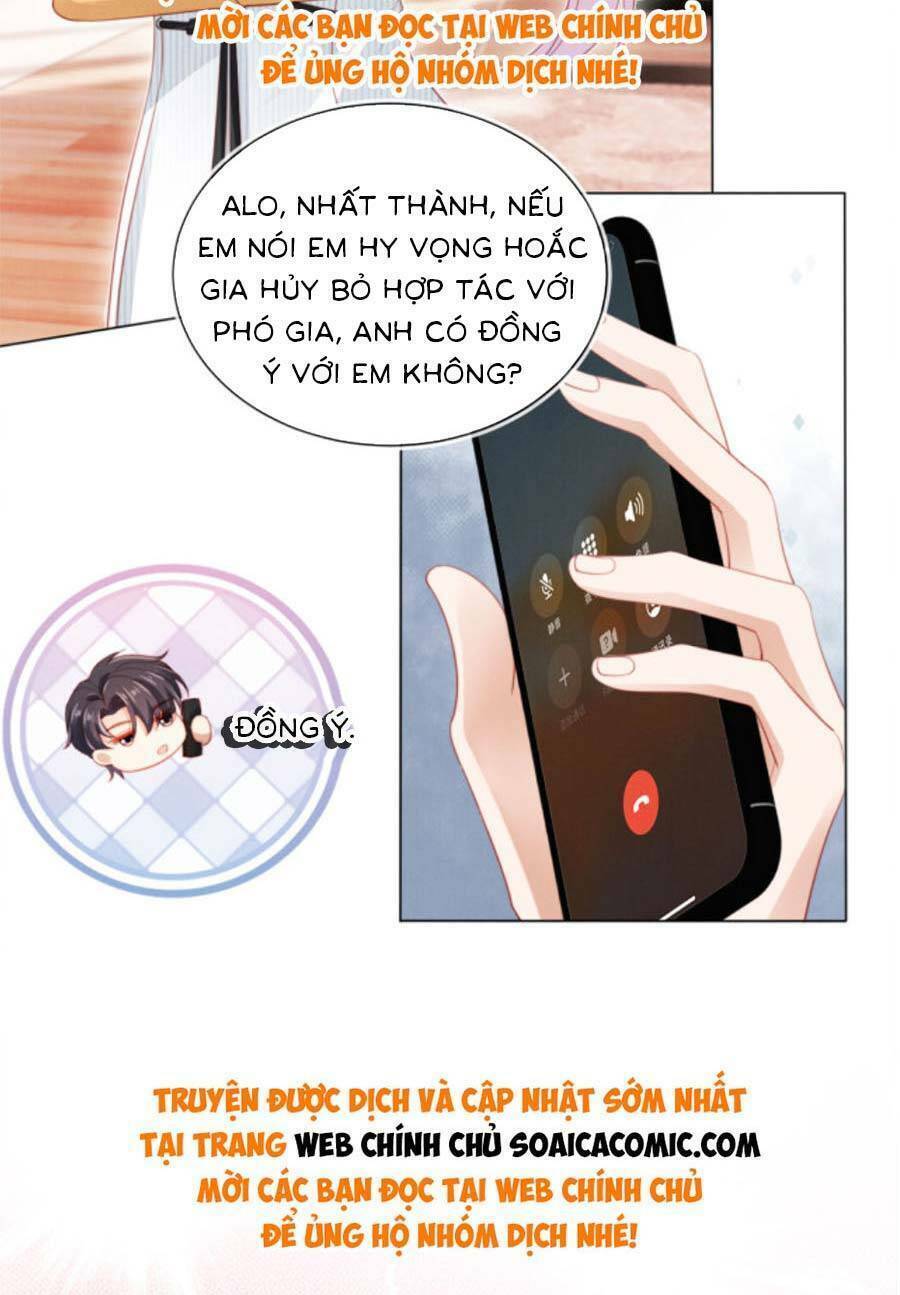 MỜI CÁC BẠN ĐỌC TẠI WEB CHÍNH CHỦ
ĐỂ ỦNG HỘ NHÓM DỊCH NHÉ!
ALO, NHẤT THÀNH, NẾU
EM NÓI EM HY VỌNG HOẮC
GIA HỦY BỎ HỢP TÁC VỚI
PHÓ GIA, ANH CÓ ĐỒNG
Ý VỚI EM KHÔNG?
静音
ĐỒNG Ý.
TRUYỆN ĐƯỢC DỊCH VÀ CẬP NHẬT SỚM NHẤT
TẠI TRANG WEB CHÍNH CHỦ SOAICACOMIC.COM
MỜI CÁC BẠN ĐỌC TẠI WEB CHÍNH CHỦ
ĐỂ ỦNG HỘ NHÓM DỊCH NHÉ!